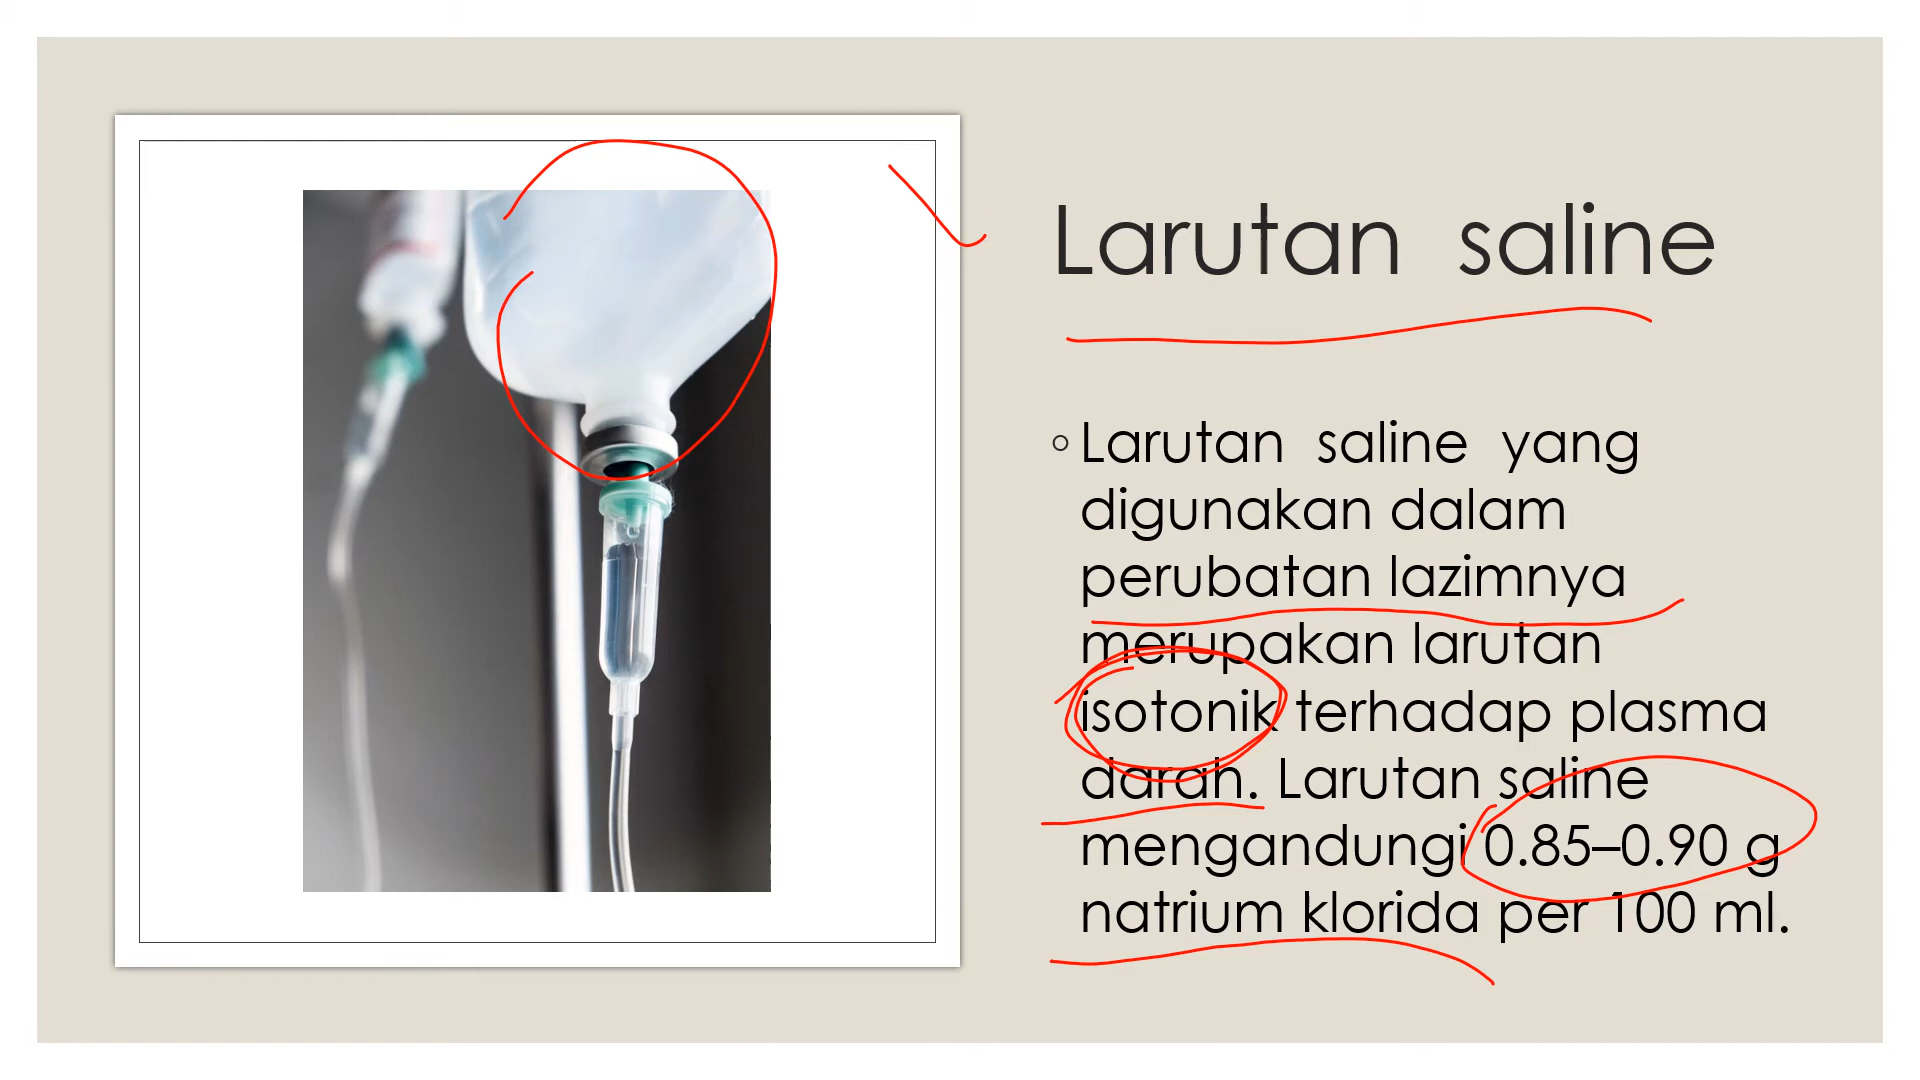 Larutan saline
Larutan saline yang
digunakan dalam
perubatan lazimnya
merupakan larutan
isotonik terhadap plasma
darah. Larutan saline
mengandungi 0.85–0.90 g
natrium klorida per 100 ml.